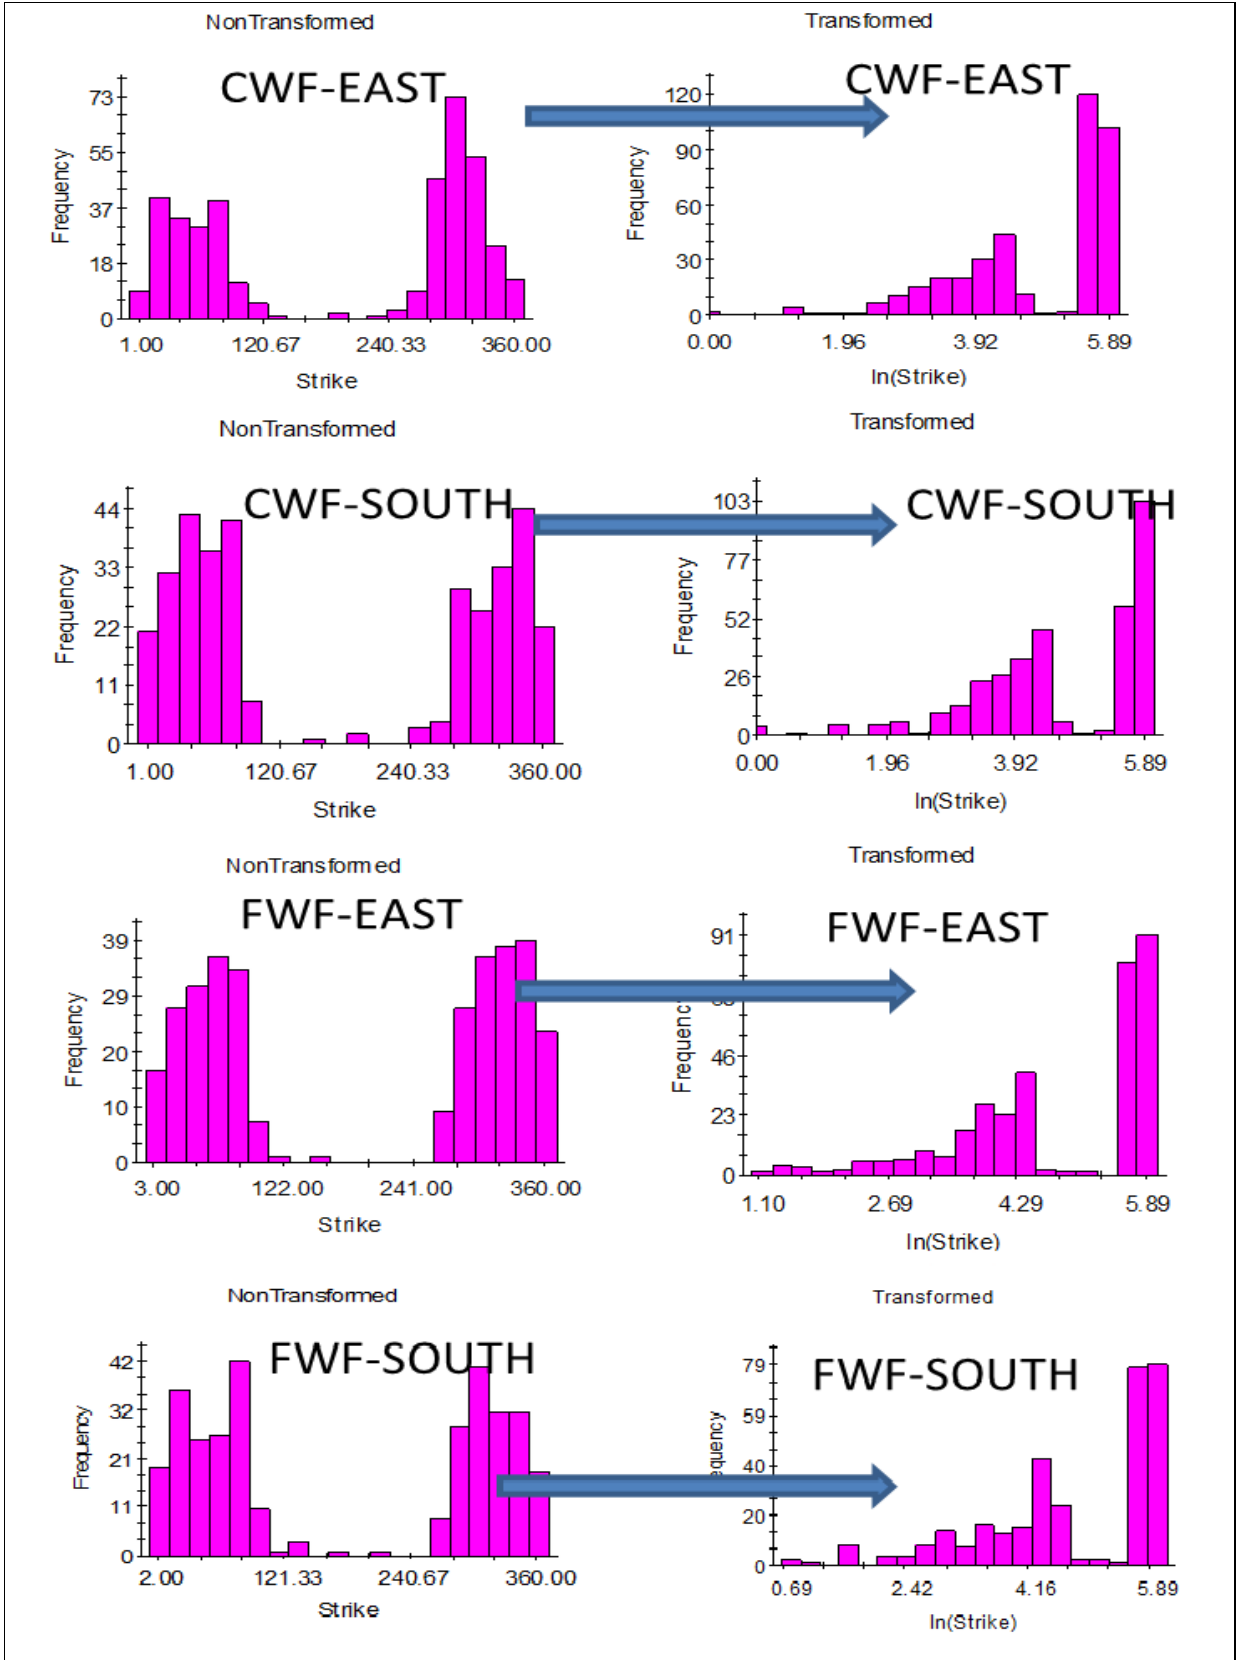 NonTransformed
Transformed
CWF-EAST
CWF-EAST
73
55
37
18
0
Frequency
1.00 120.67 240.33 360.00
Strike
120
90
60
30
0
Frequency
0.00 1.96 3.92 5.89
ln(Strike)
NonTransformed
Transformed
CWF-SOUTH
CWF-SOUTH
44
33
22
11
0
Frequency
1.00 120.67 240.33 360.00
Strike
103
77
52
26
0
Frequency
0.00 1.96 3.92 5.89
ln(Strike)
NonTransformed
Transformed
FWF-EAST
FWF-EAST
39
29
20
10
0
Frequency
3.00 122.00 241.00 360.00
Strike
91
46
23
0
1.10 2.69 4.29 5.89
ln(Strike)
NonTransformed
Transformed
FWF-SOUTH
FWF-SOUTH
42
32
21
11
0
Frequency
2.00 121.33 240.67 360.00
Strike
79
59
40
20
0
0.69 2.42 4.16 5.89
ln(Strike)